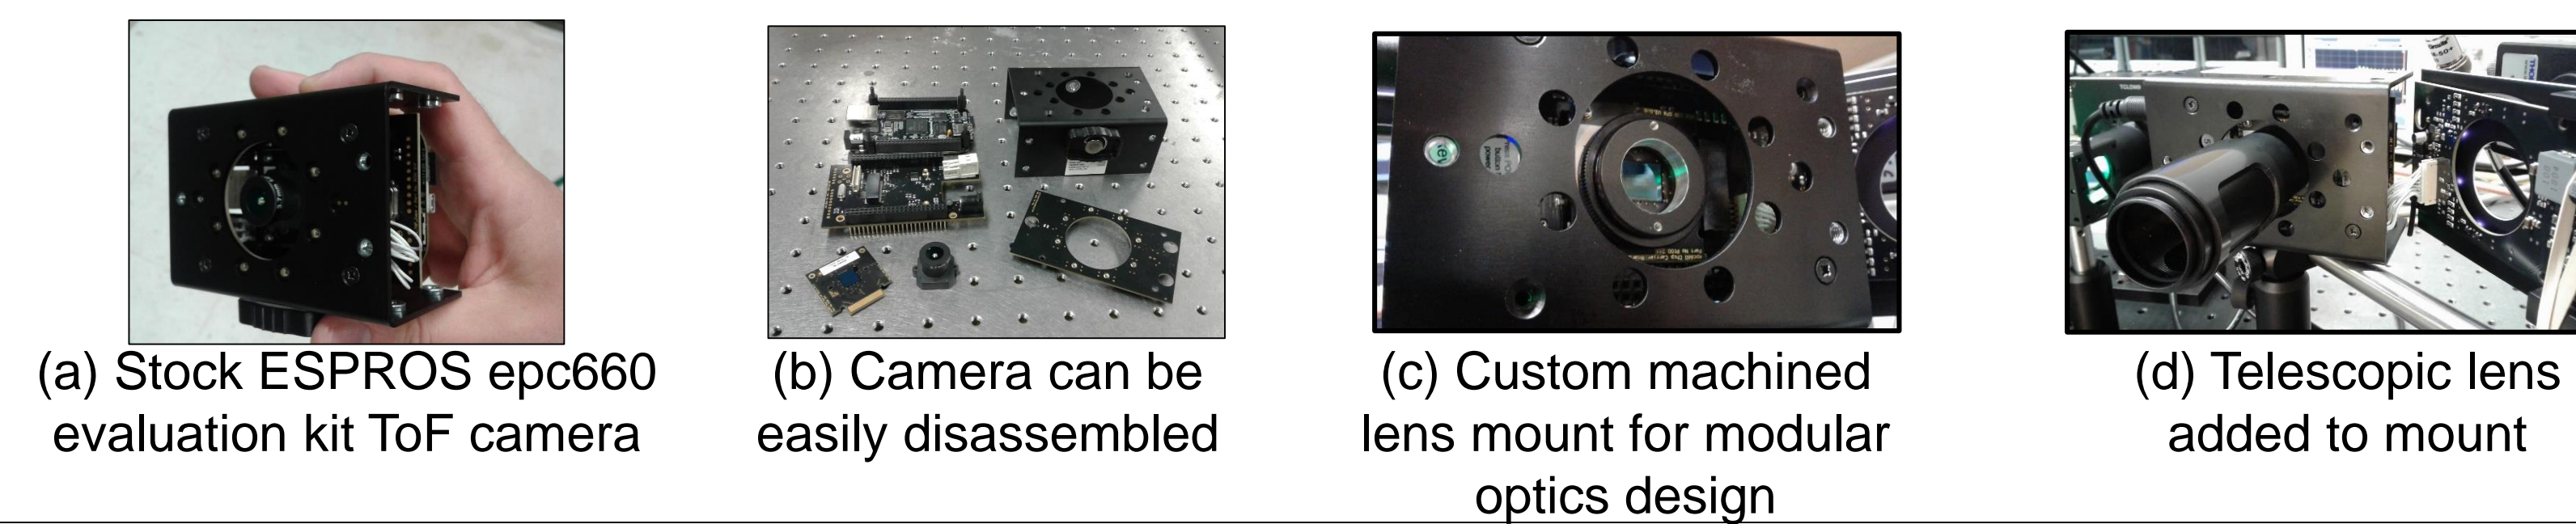 (a) Stock ESPROS epc660
evaluation kit ToF camera
(b) Camera can be
easily disassembled
(c) Custom machined
lens mount for modular
optics design
(d) Telescopic lens
added to mount